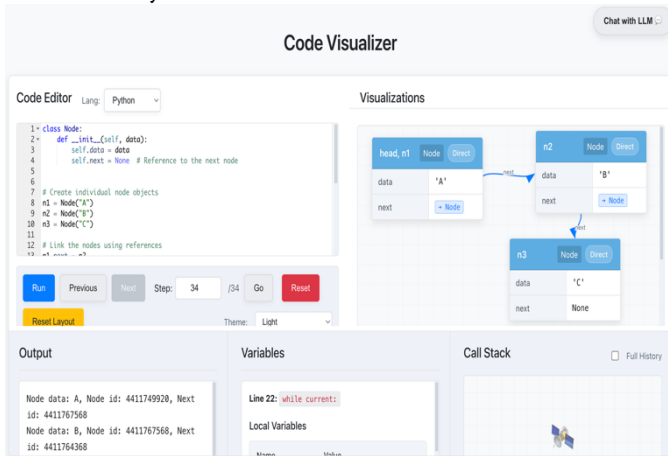 Chat with LLM
Code Visualizer
Code Editor Lang: Python
1 class Node:
2 def __init__(self, data):
3 self.data = data
4 self.next = None # Reference to the next node
5
6
7 # Create individual node objects
8 n1 = Node("A")
9 n2 = Node("B")
10 n3 = Node("C")
11
12 # Link the nodes using references
13 n1.next = n2
Run Previous Next Step: 34 /34 Go Reset
Reset Layout Theme: Light
Visualizations
head, n1 Node Direct
data 'A'
next → Node
next
n2 Node Direct
data 'B'
next → Node
next
n3 Node Direct
data 'C'
next None
Output
Node data: A, Node id: 4411749920, Next
id: 4411767568
Node data: B, Node id: 4411767568, Next
id: 4411764368
Variables
Line 22: while current:
Local Variables
Name Value
Call Stack
Full History